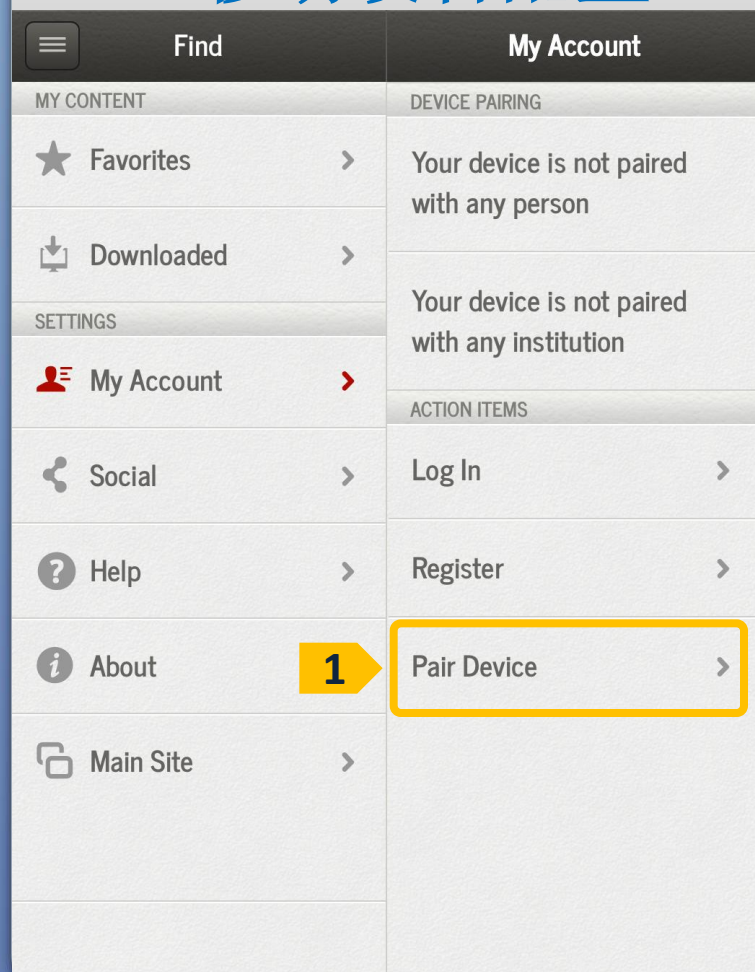 Find
MY CONTENT
Favorites
Downloaded
SETTINGS
My Account
Social
Help
About
Main Site
My Account
DEVICE PAIRING
Your device is not paired
with any person
Your device is not paired
with any institution
ACTION ITEMS
Log In
Register
1
Pair Device